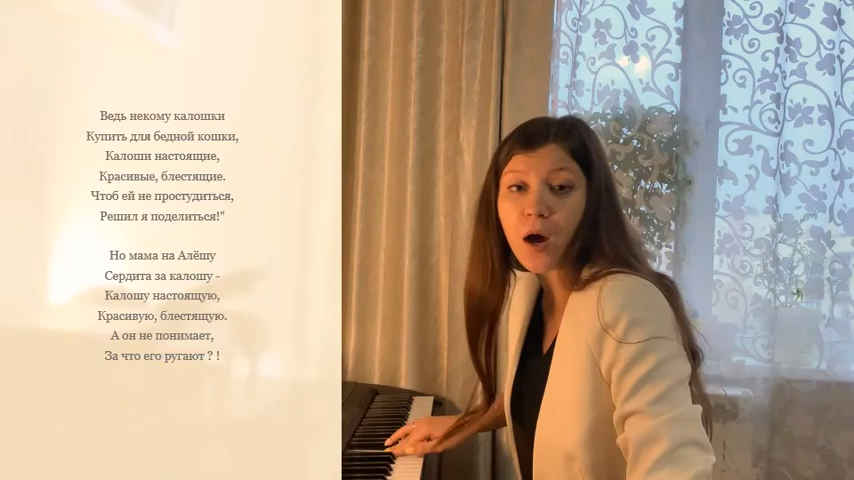 Ведь некому калошки
Купить для бедной кошки,
Калоши настоящие,
Красивые, блестящие.
Чтоб ей не простудиться,
Решил я поделиться!"
Но мама на Алёшу
Сердита за калошу -
Калошу настоящую,
Красивую, блестящую.
А он не понимает,
За что его ругают ? !